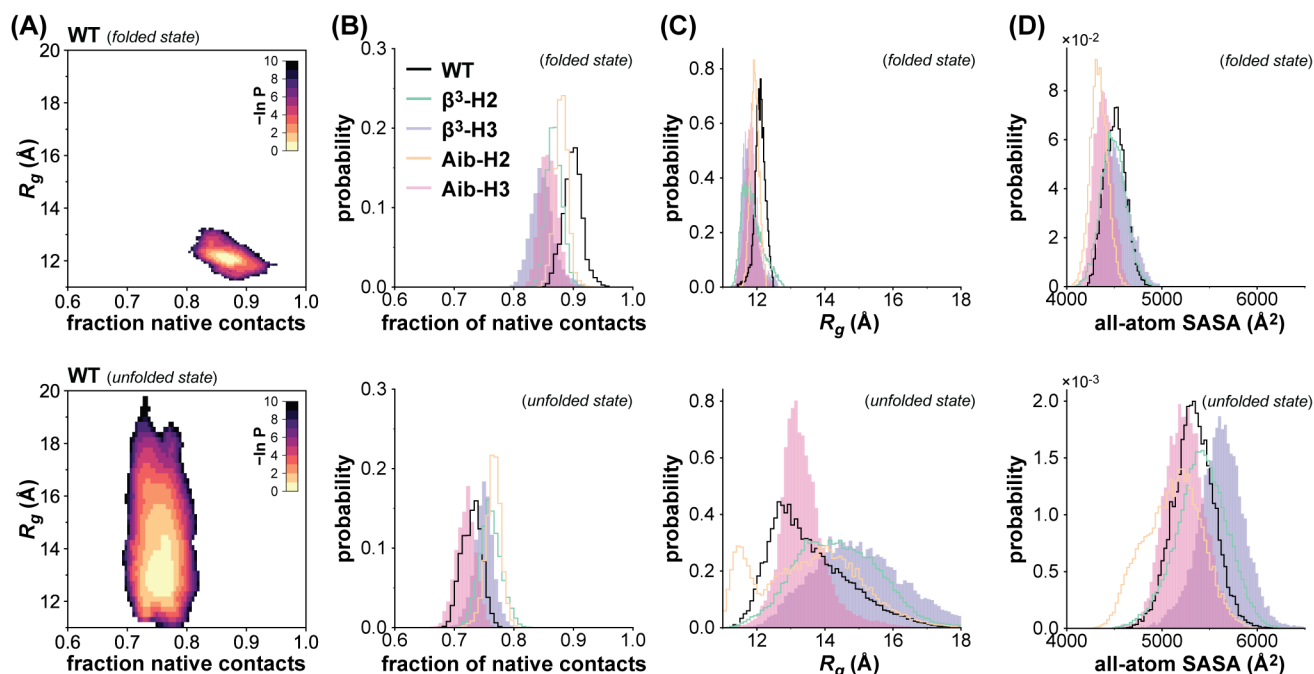 (A)
WT (folded state)
20
18
16
14
12
0.6 0.7 0.8 0.9 1.0
Rg (Å)
fraction native contacts
10
8
6
4
2
0
−ln P
WT (unfolded state)
20
18
16
14
12
0.6 0.7 0.8 0.9 1.0
Rg (Å)
fraction native contacts
10
8
6
4
2
0
−ln P
(B)
(folded state)
0.3
0.2
0.1
0.0
0.6 0.7 0.8 0.9 1.0
probability
fraction of native contacts
WT
β³-H2
β³-H3
Aib-H2
Aib-H3
(unfolded state)
0.3
0.2
0.1
0.0
0.6 0.7 0.8 0.9 1.0
probability
fraction of native contacts
(C)
(folded state)
0.8
0.6
0.4
0.2
0.0
12 14 16 18
probability
Rg (Å)
(unfolded state)
0.8
0.6
0.4
0.2
0.0
12 14 16 18
probability
Rg (Å)
(D)
×10⁻²
(folded state)
8
6
4
2
0
4000 5000 6000
probability
all-atom SASA (Å²)
×10⁻³
(unfolded state)
2.0
1.5
1.0
0.5
0.0
4000 5000 6000
probability
all-atom SASA (Å²)